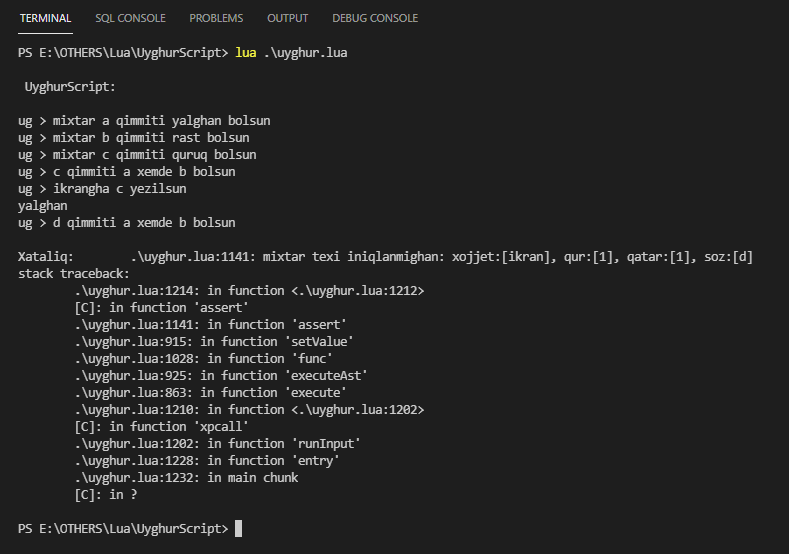 TERMINAL SQL CONSOLE PROBLEMS OUTPUT DEBUG CONSOLE
PS E:\OTHERS\Lua\UyghurScript> lua .\uyghur.lua
UyghurScript:
ug > mixtar a qimmiti yalghan bolsun
ug > mixtar b qimmiti rast bolsun
ug > mixtar c qimmiti quruq bolsun
ug > c qimmiti a xemde b bolsun
ug > ikrangha c yezilsun
yalghan
ug > d qimmiti a xemde b bolsun
Xataliq: .\uyghur.lua:1141: mixtar texi iniqlanmighan: xojjet:[ikran], qur:[1], qatar:[1], soz:[d]
stack traceback:
.\uyghur.lua:1214: in function <.\uyghur.lua:1212>
[C]: in function 'assert'
.\uyghur.lua:1141: in function 'assert'
.\uyghur.lua:915: in function 'setValue'
.\uyghur.lua:1028: in function 'func'
.\uyghur.lua:925: in function 'executeAst'
.\uyghur.lua:863: in function 'execute'
.\uyghur.lua:1210: in function <.\uyghur.lua:1202>
[C]: in function 'xpcall'
.\uyghur.lua:1202: in function 'runInput'
.\uyghur.lua:1228: in function 'entry'
.\uyghur.lua:1232: in main chunk
[C]: in ?
PS E:\OTHERS\Lua\UyghurScript>